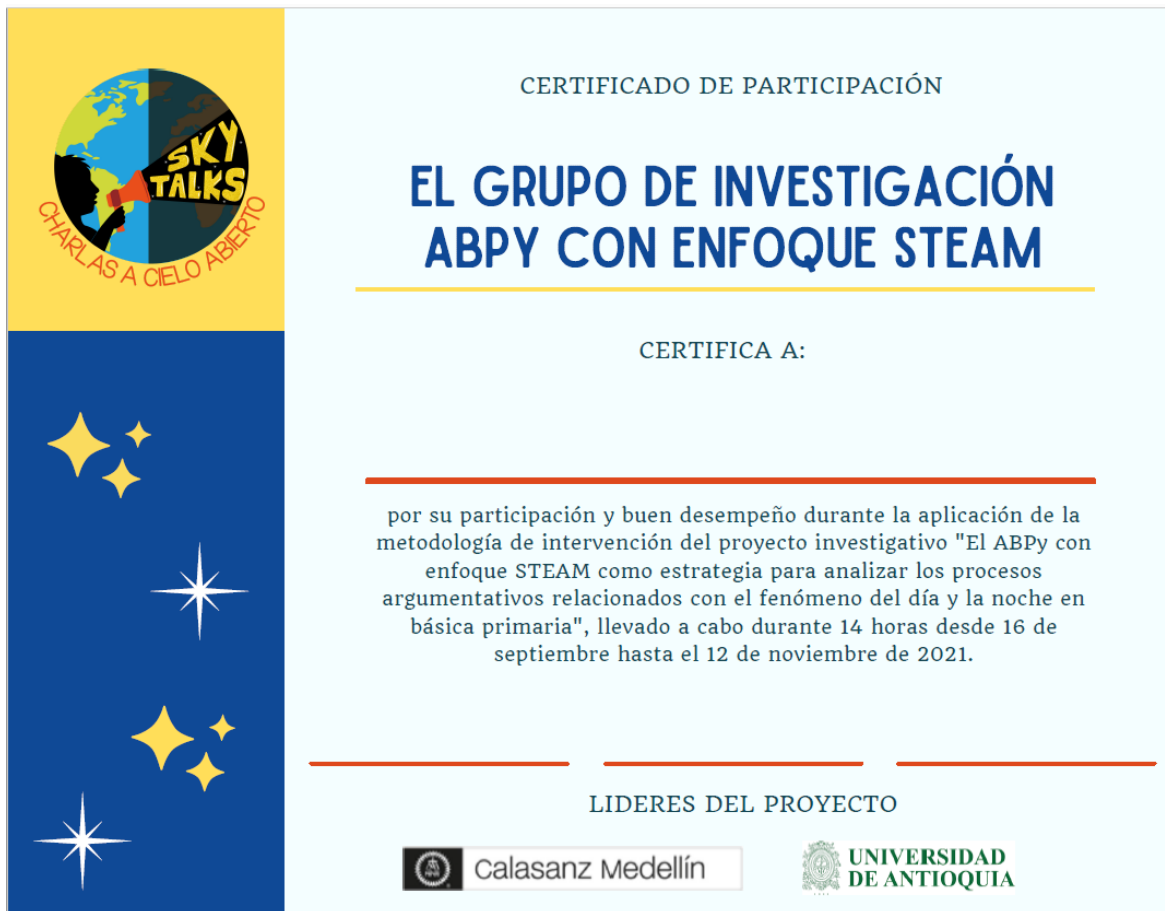 SKY
TALKS
CHARLAS A CIELO ABIERTO
CERTIFICADO DE PARTICIPACIÓN
EL GRUPO DE INVESTIGACIÓN
ABPY CON ENFOQUE STEAM
CERTIFICA A:
por su participación y buen desempeño durante la aplicación de la
metodología de intervención del proyecto investigativo "El ABPy con
enfoque STEAM como estrategia para analizar los procesos
argumentativos relacionados con el fenómeno del día y la noche en
básica primaria", llevado a cabo durante 14 horas desde 16 de
septiembre hasta el 12 de noviembre de 2021.
LIDERES DEL PROYECTO
Calasanz Medellín
UNIVERSIDAD
DE ANTIOQUIA